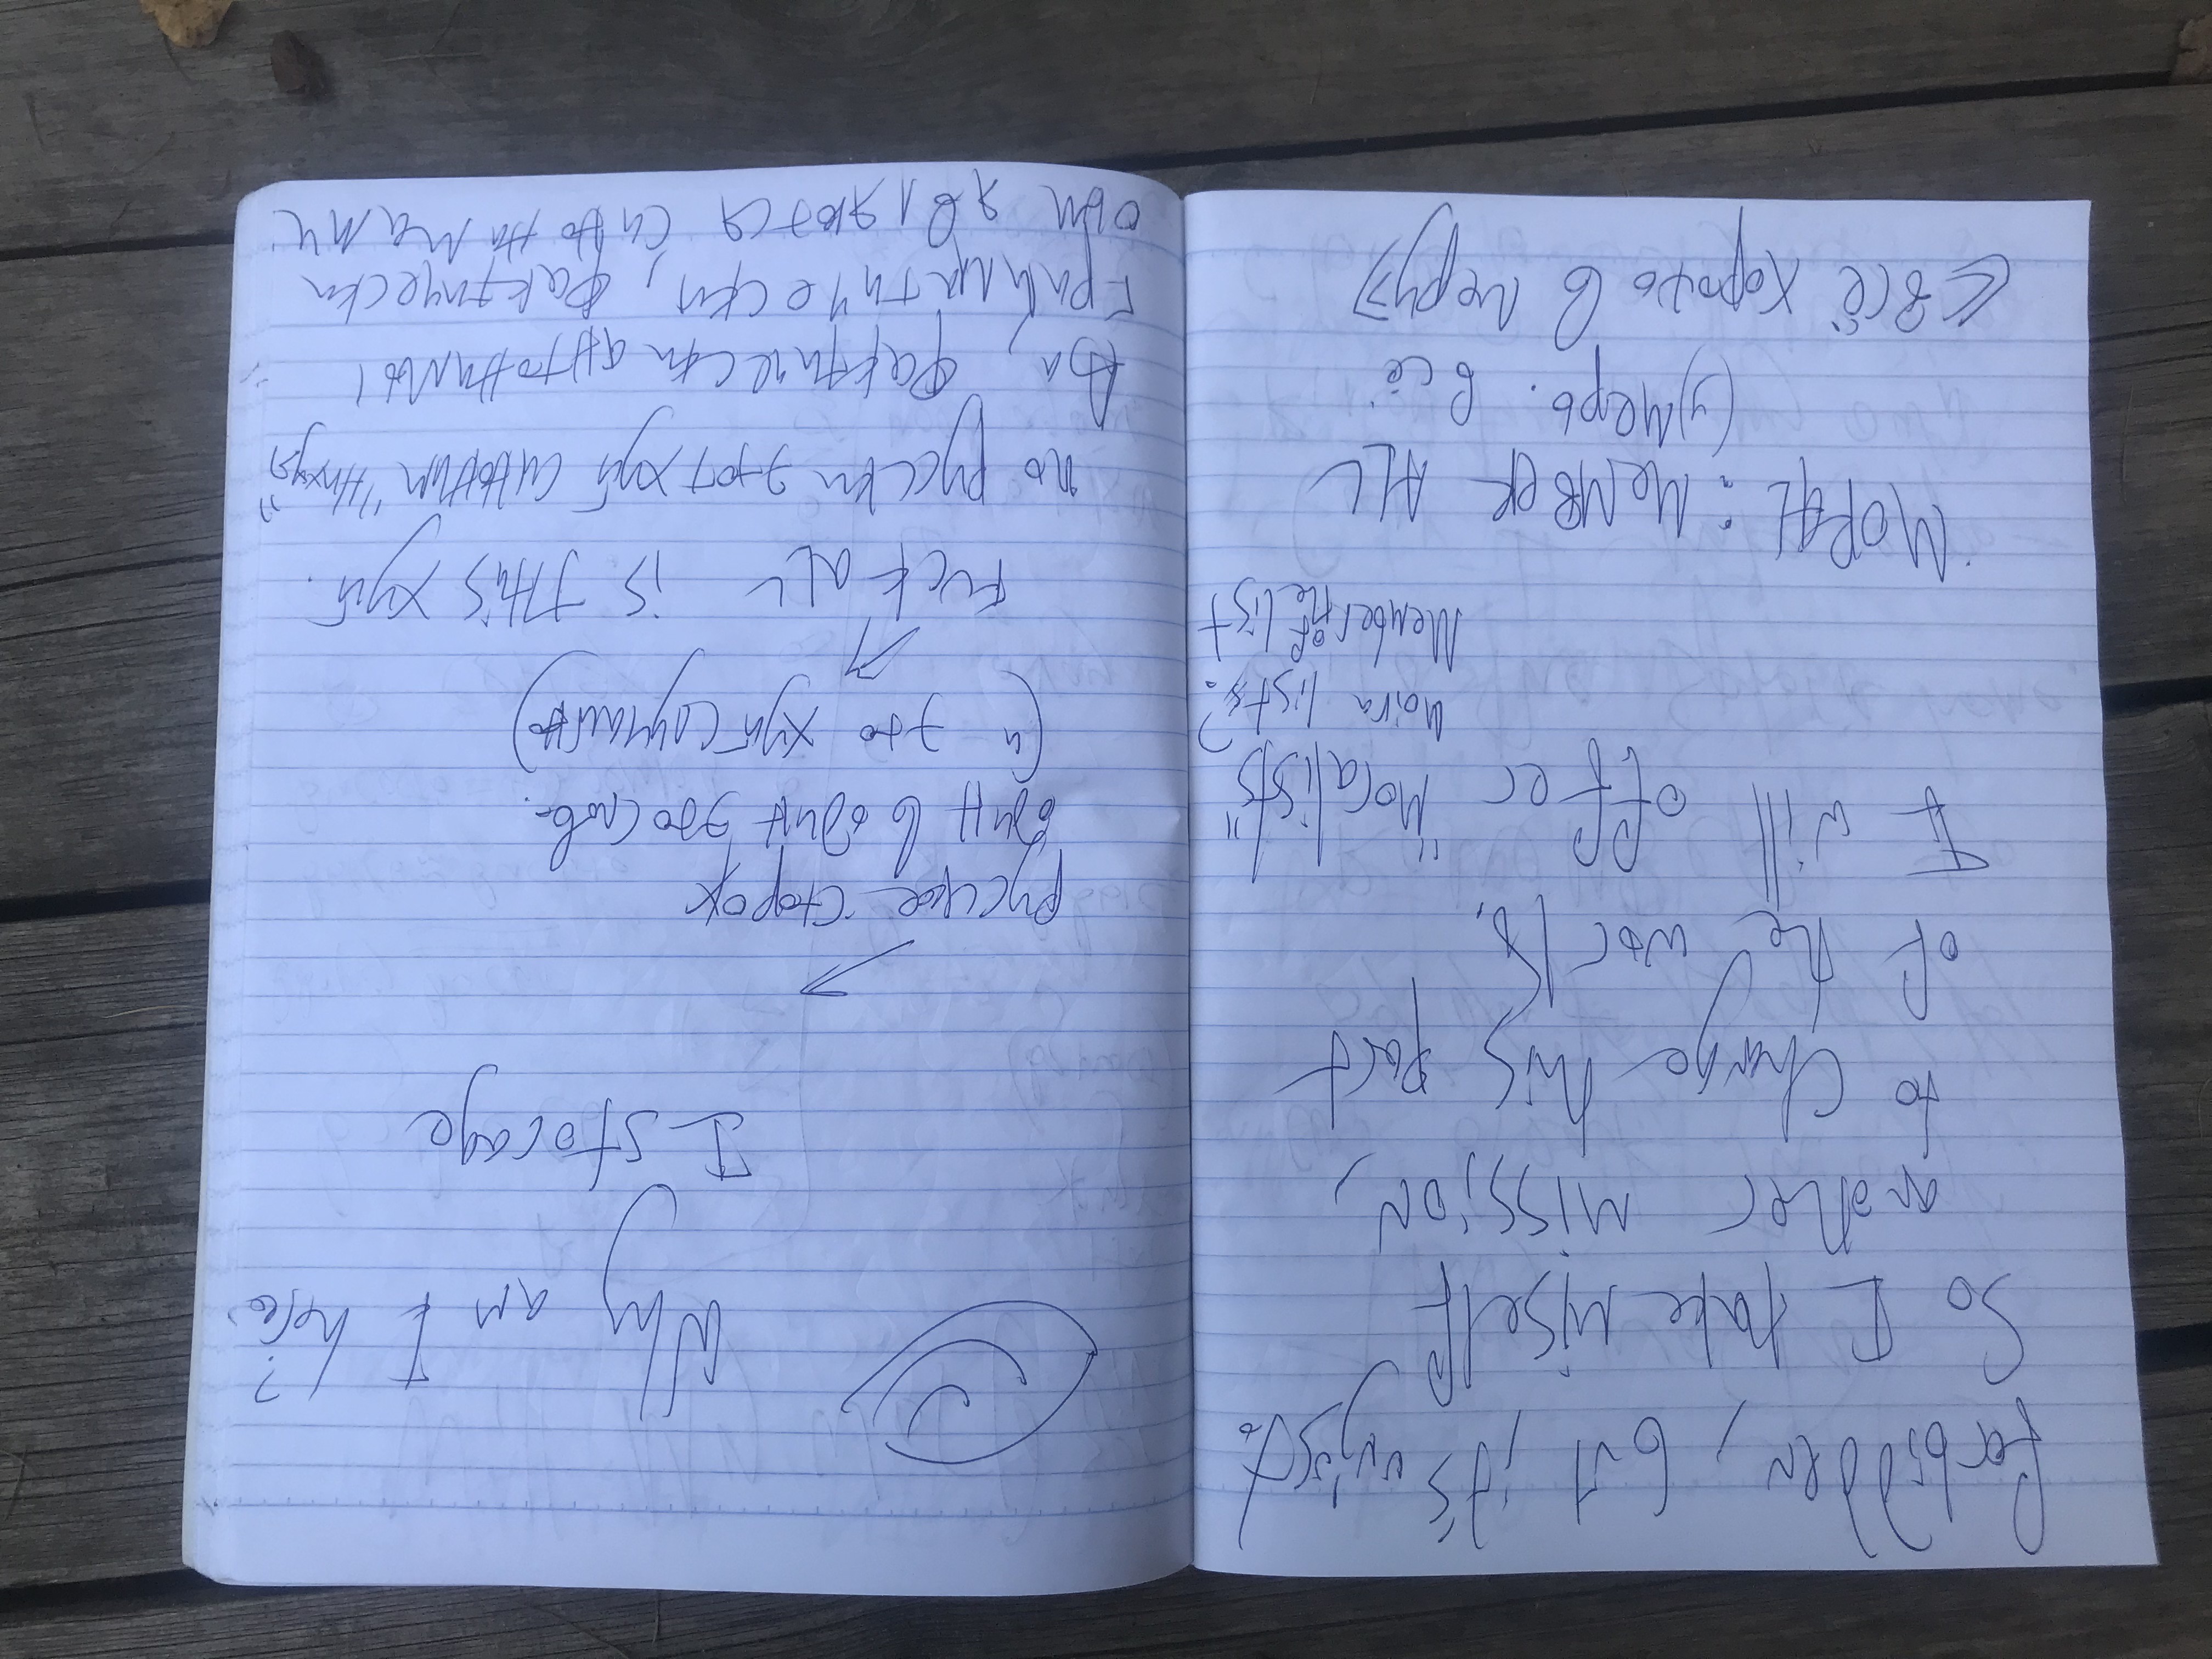 forbidden, but it's unjust.
So I take miself
another mission,
to change this part
of the world.
I will offer "Moralists"
Moira lists?
Member of the list
MOPAL: MeMBeR ALL
(у)мерь. всё
«всё хорошо в меру»
Why am I here?
I storage
русское сторож
один в один это слов.
(и это хуй случайно)
FUCK aLL is THis хуй.
по русски этот хуй синоним "нихуя"
Да, фактически антонимы
грамматически, фактически
они являются синонимами